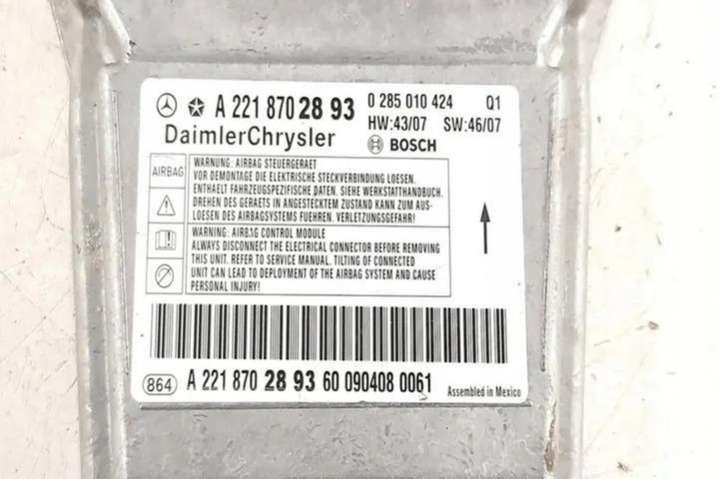 A 221 870 28 93
0 285 010 424 Q1
DaimlerChrysler
HW:43/07 SW:46/07
BOSCH
AIRBAG
WARNUNG: AIRBAG STEUERGERAET
VOR DEMONTAGE DIE ELEKTRISCHE STECKVERBINDUNG LOESEN.
ENTHAELT FAHRZEUGSPEZIFISCHE DATEN. SIEHE WERKSTATTHANDBUCH.
DREHEN DES GERAETS IN ANGESTECKTEM ZUSTAND KANN ZUM AUS-
LOESEN DES AIRBAGSYSTEMS FUEHREN. VERLETZUNGSGEFAHR!
WARNING: AIRBAG CONTROL MODULE
ALWAYS DISCONNECT THE ELECTRICAL CONNECTOR BEFORE REMOVING
THIS UNIT. REFER TO SERVICE MANUAL. TILTING OF CONNECTED
UNIT CAN LEAD TO DEPLOYMENT OF THE AIRBAG SYSTEM AND CAUSE
PERSONAL INJURY!
864 A 221 870 28 93 60 090408 0061
Assembled in Mexico